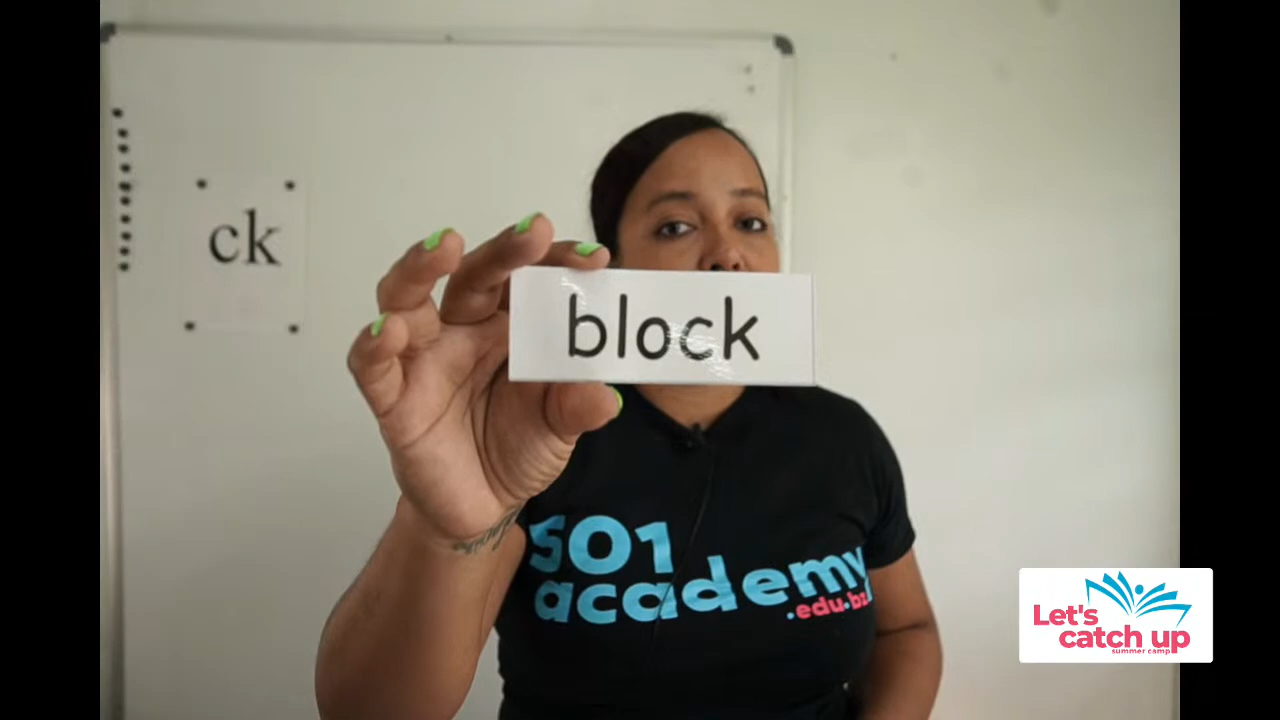 ck
block
501
academy
.edu.bz
Let's
catch up
summer camp